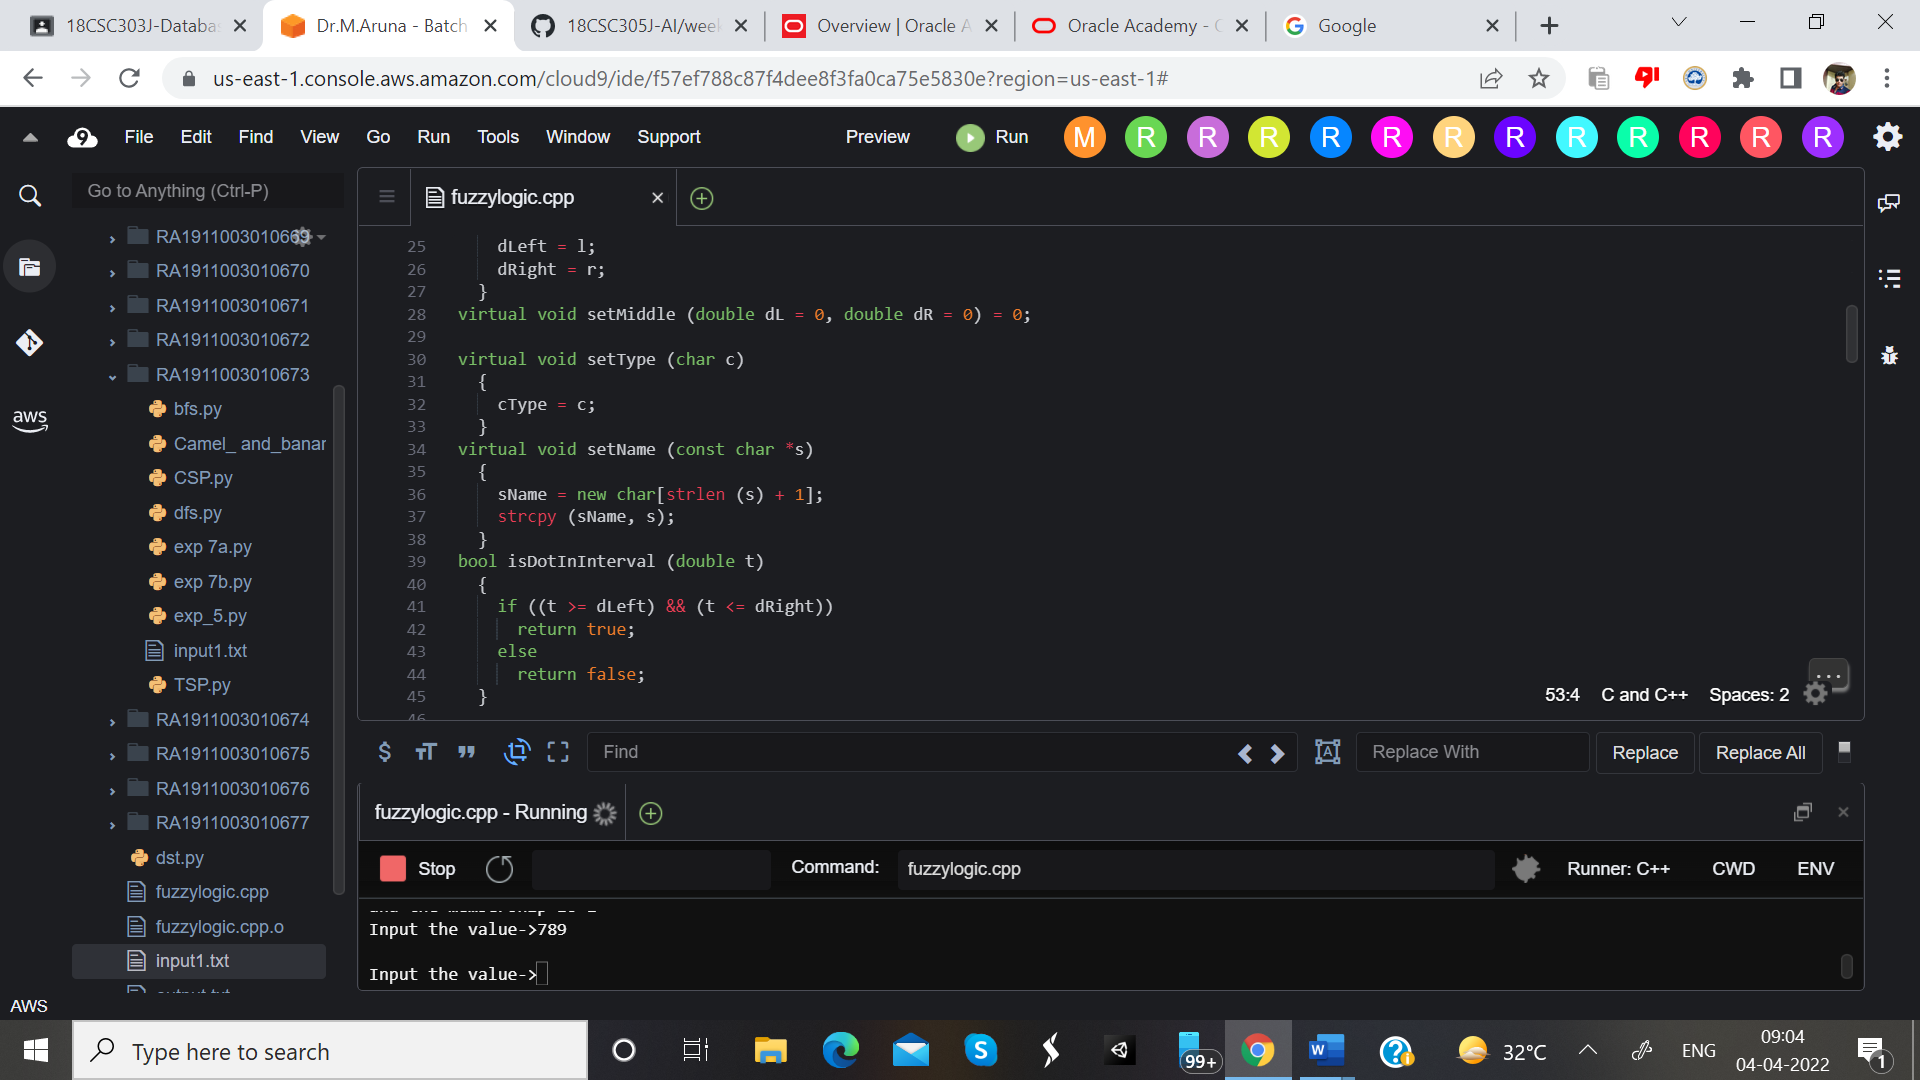 18CSC303J-Databa
Dr.M.Aruna - Batch
18CSC305J-AI/week
Overview | Oracle A
Oracle Academy - C
Google
us-east-1.console.aws.amazon.com/cloud9/ide/f57ef788c87f4dee8f3fa0ca75e5830e?region=us-east-1#
9 File Edit Find View Go Run Tools Window Support Preview Run M R R R R R R R R R R R R
Go to Anything (Ctrl-P)
RA1911003010669
RA1911003010670
RA1911003010671
RA1911003010672
RA1911003010673
bfs.py
Camel_ and_banar
CSP.py
dfs.py
exp 7a.py
exp 7b.py
exp_5.py
input1.txt
TSP.py
RA1911003010674
RA1911003010675
RA1911003010676
RA1911003010677
dst.py
fuzzylogic.cpp
fuzzylogic.cpp.o
input1.txt
aws
AWS
fuzzylogic.cpp
25 dLeft = l;
26 dRight = r;
27 }
28 virtual void setMiddle (double dL = 0, double dR = 0) = 0;
29
30 virtual void setType (char c)
31 {
32 cType = c;
33 }
34 virtual void setName (const char *s)
35 {
36 sName = new char[strlen (s) + 1];
37 strcpy (sName, s);
38 }
39 bool isDotInInterval (double t)
40 {
41 if ((t >= dLeft) && (t <= dRight))
42 return true;
43 else
44 return false;
45 }
46
53:4 C and C++ Spaces: 2
Find
Replace With
Replace
Replace All
fuzzylogic.cpp - Running
Stop
Command: fuzzylogic.cpp
Runner: C++ CWD ENV
Input the value->789
Input the value->
Type here to search
99+
32°C
ENG
09:04
04-04-2022
1